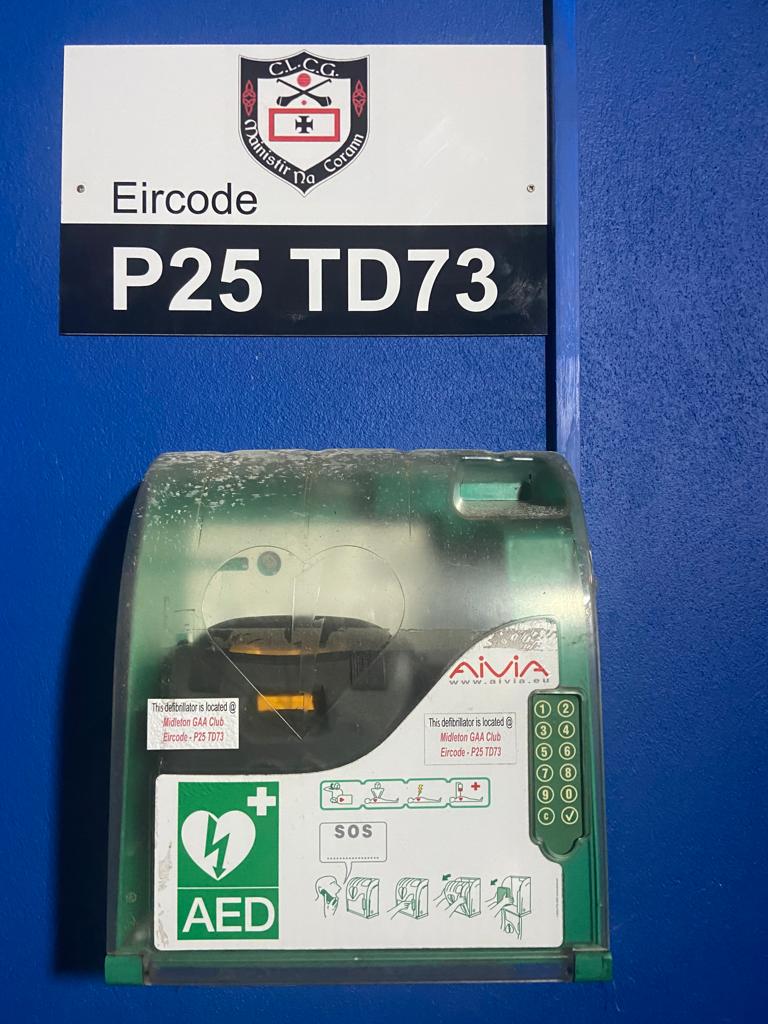 C.L.C.G.
Mainistir Na Corann
Eircode
P25 TD73
AiViA
www.aivia.eu
This defibrillator is located @
Midleton GAA Club
Eircode - P25 TD73
This defibrillator is located @
Midleton GAA Club
Eircode - P25 TD73
1 2
3 4
5 6
7 8
9 0
C ✓
SOS
AED